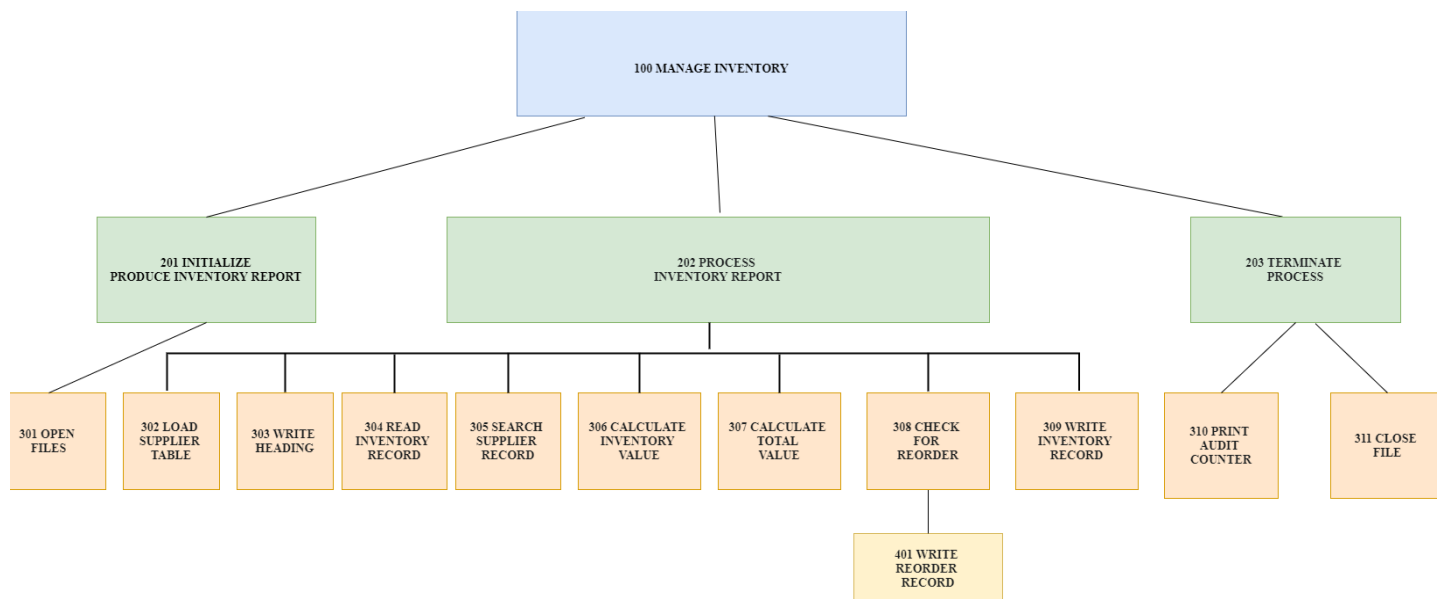 100 MANAGE INVENTORY
201 INITIALIZE
PRODUCE INVENTORY REPORT
202 PROCESS
INVENTORY REPORT
203 TERMINATE
PROCESS
301 OPEN
FILES
302 LOAD
SUPPLIER
TABLE
303 WRITE
HEADING
304 READ
INVENTORY
RECORD
305 SEARCH
SUPPLIER
RECORD
306 CALCULATE
INVENTORY
VALUE
307 CALCULATE
TOTAL
VALUE
308 CHECK
FOR
REORDER
309 WRITE
INVENTORY
RECORD
310 PRINT
AUDIT
COUNTER
311 CLOSE
FILE
401 WRITE
REORDER
RECORD